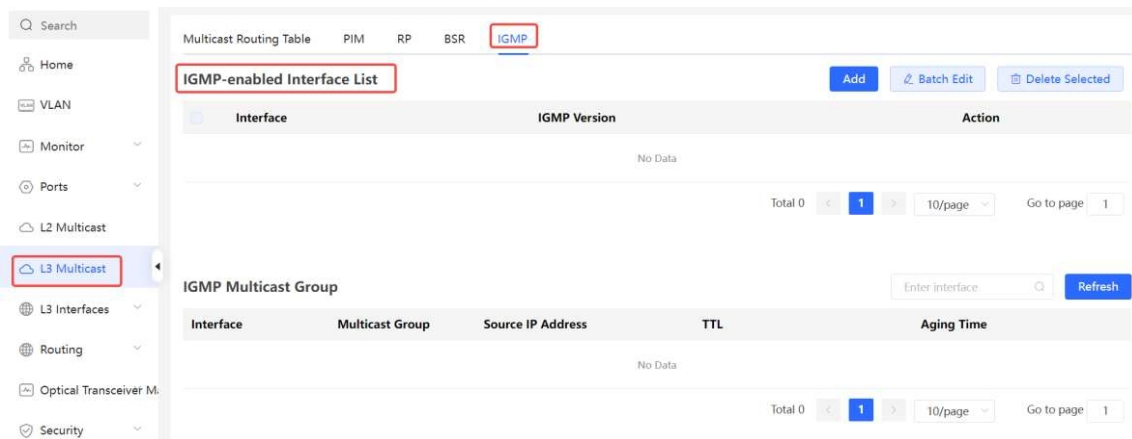 Search
Home
VLAN
Monitor
Ports
L2 Multicast
L3 Multicast
L3 Interfaces
Routing
Optical Transceiver Ma
Security
Multicast Routing Table PIM RP BSR IGMP
IGMP-enabled Interface List Add Batch Edit Delete Selected
Interface IGMP Version Action
No Data
Total 0 < 1 > 10/page Go to page 1
IGMP Multicast Group Enter interface Refresh
Interface Multicast Group Source IP Address TTL Aging Time
No Data
Total 0 < 1 > 10/page Go to page 1